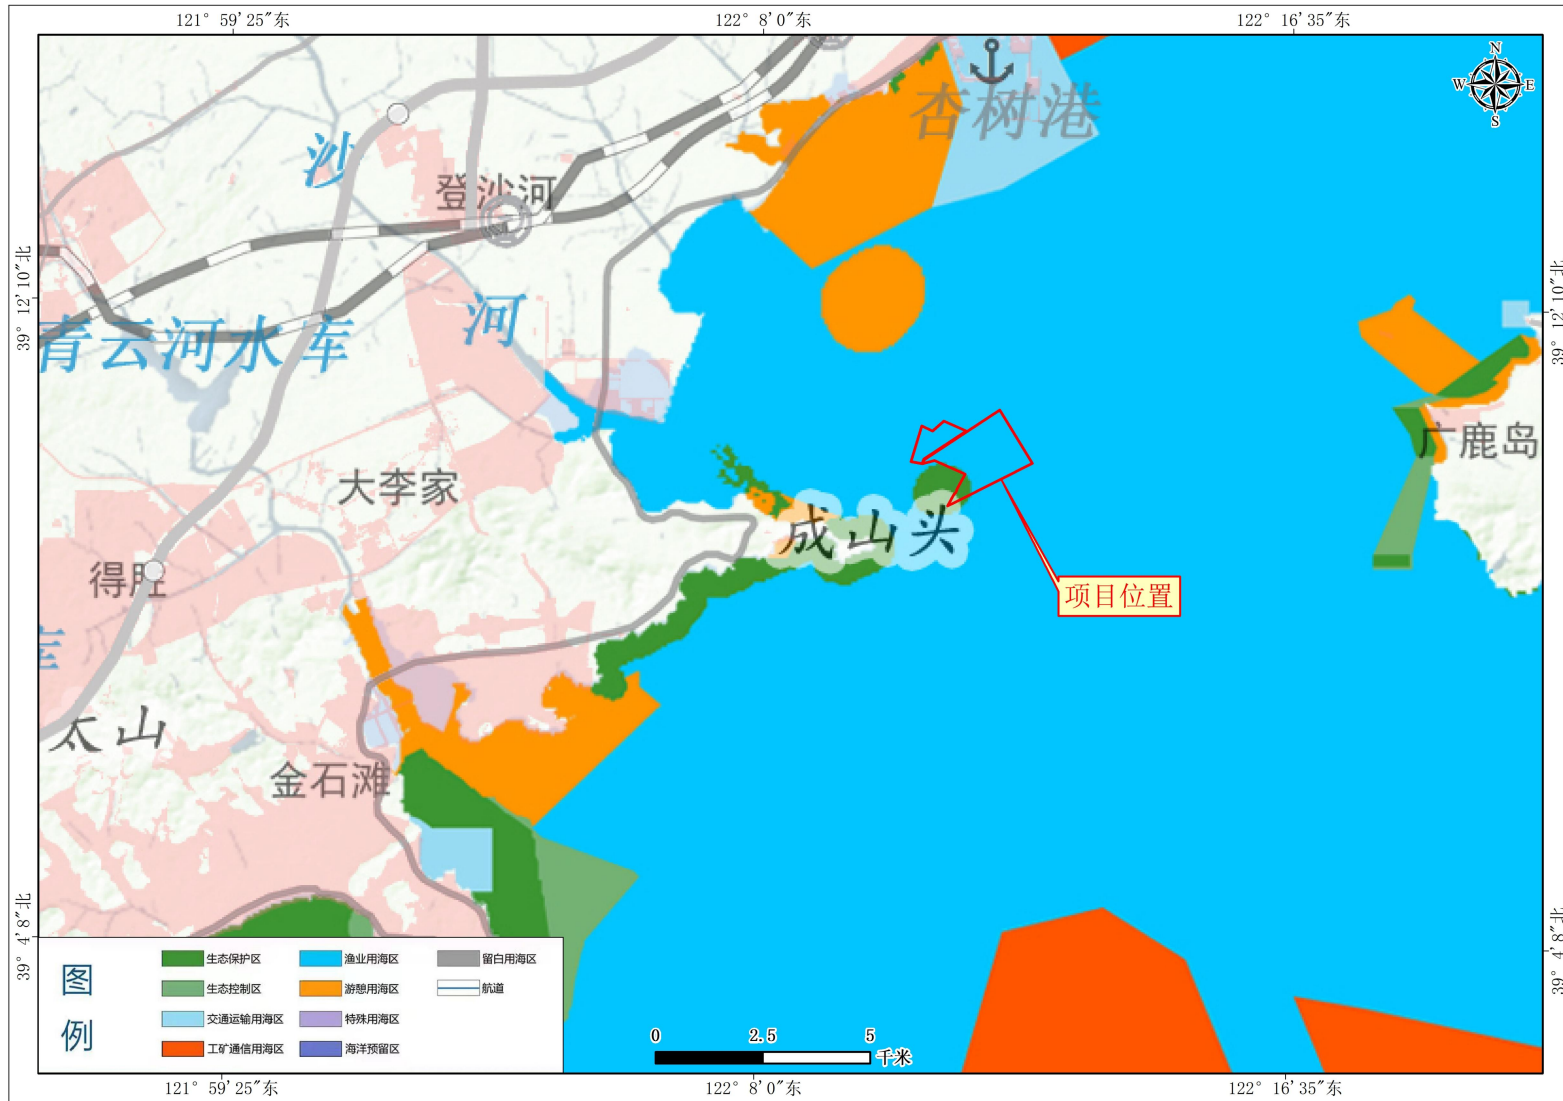 121° 59′25″东
122° 8′0″东
122° 16′35″东
N
W
E
S
39° 12′10″北
39° 12′10″北
杏树港
沙
登沙河
河
青云河水库
广鹿岛
大李家
成山头
得胜
项目位置
库
太山
金石滩
39° 4′8″北
39° 4′8″北
图例
生态保护区
渔业用海区
留白用海区
生态控制区
游憩用海区
航道
交通运输用海区
特殊用海区
工矿通信用海区
海洋预留区
0 2.5 5
千米
121° 59′25″东
122° 8′0″东
122° 16′35″东